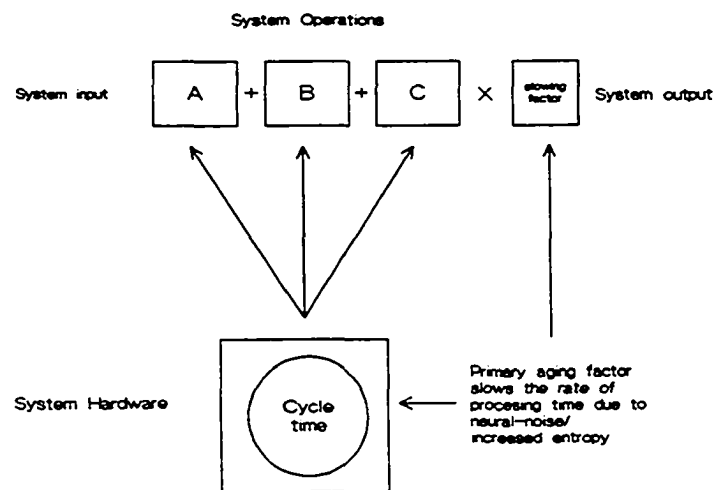 System Operations
System input A + B + C × slowing factor System output
System Hardware
Cycle
time
Primary aging factor
slows the rate of
procesing time due to
neural-noise/
increased entropy